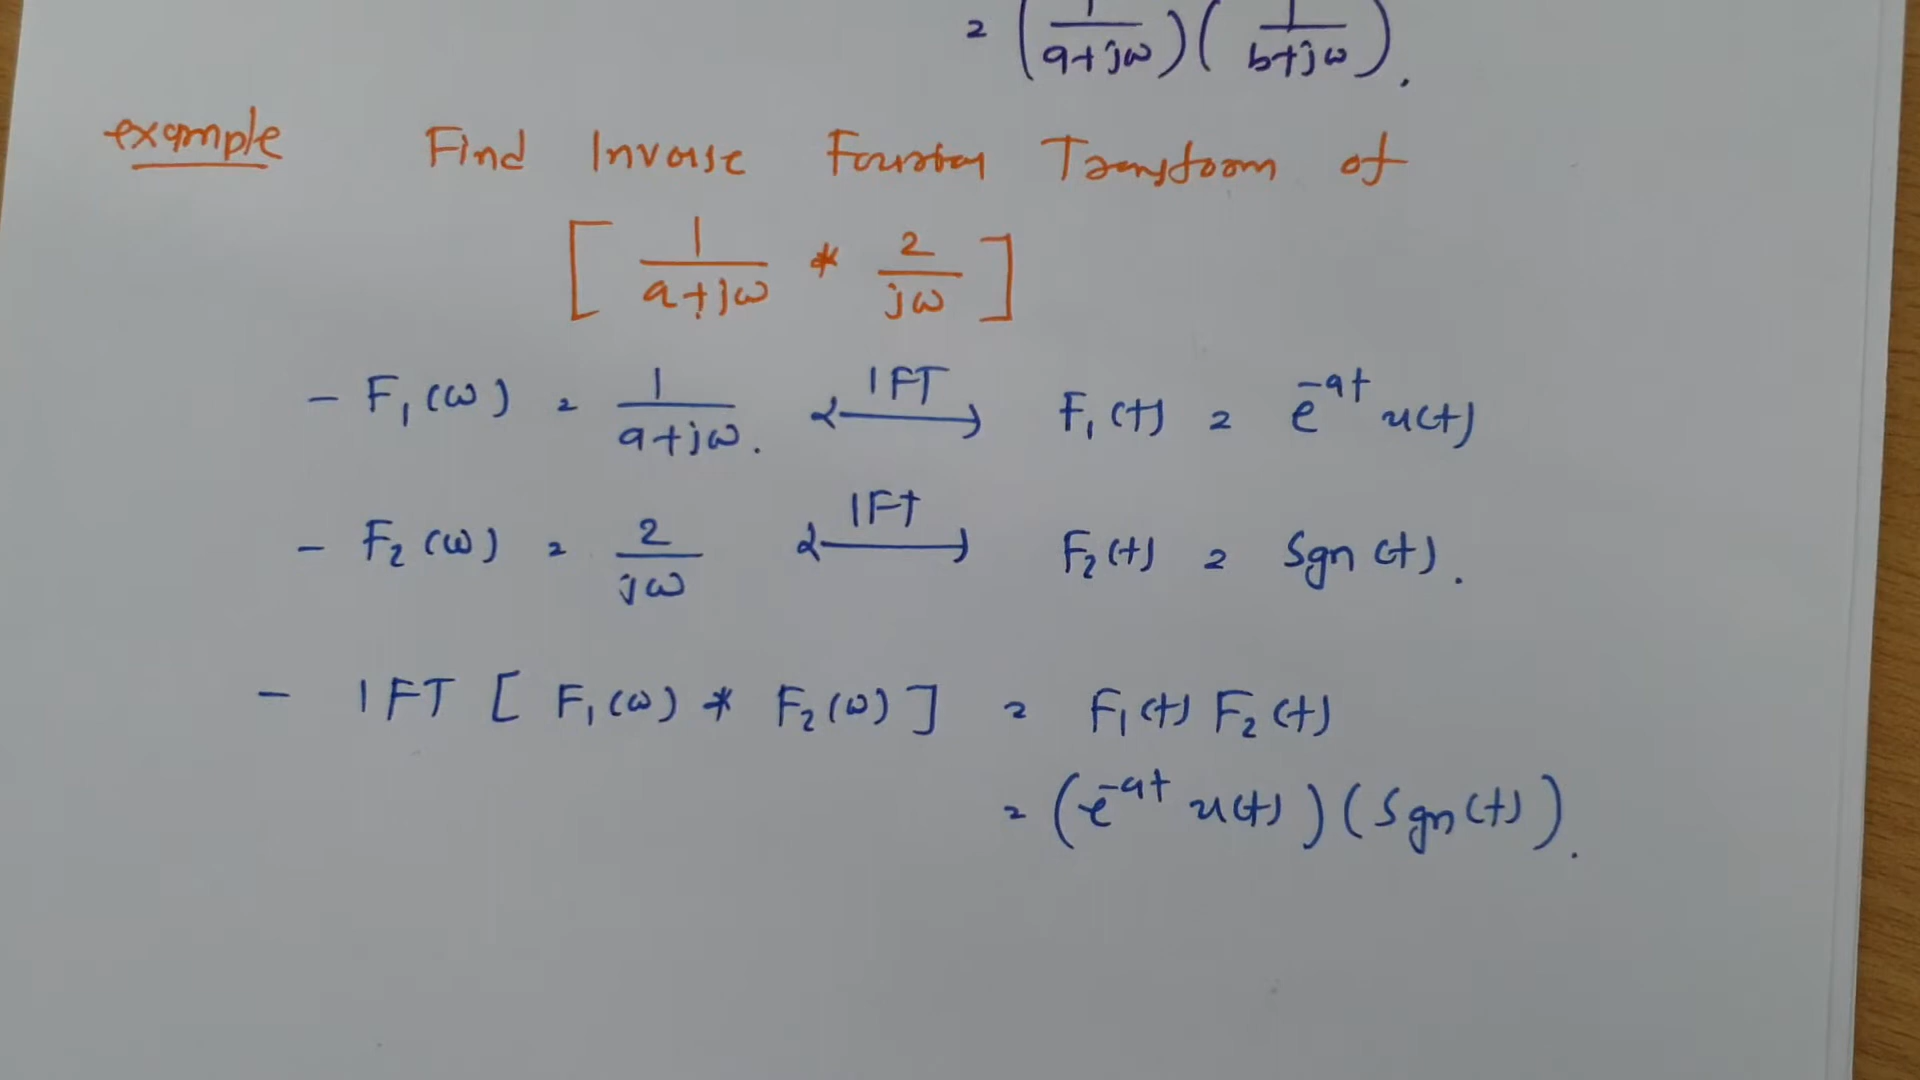 = (1/(a+jω)) (1/(b+jω)).
example Find Inverse Fourier Transform of
[ 1/(a+jω) * 2/(jω) ]
- F₁(ω) = 1/(a+jω). ←IFT→ F₁(t) = e^(-at) u(t)
- F₂(ω) = 2/(jω) ←IFT→ F₂(t) = Sgn(t).
- IFT [ F₁(ω) * F₂(ω) ] = F₁(t) F₂(t)
= (e^(-at) u(t)) (Sgn(t)).